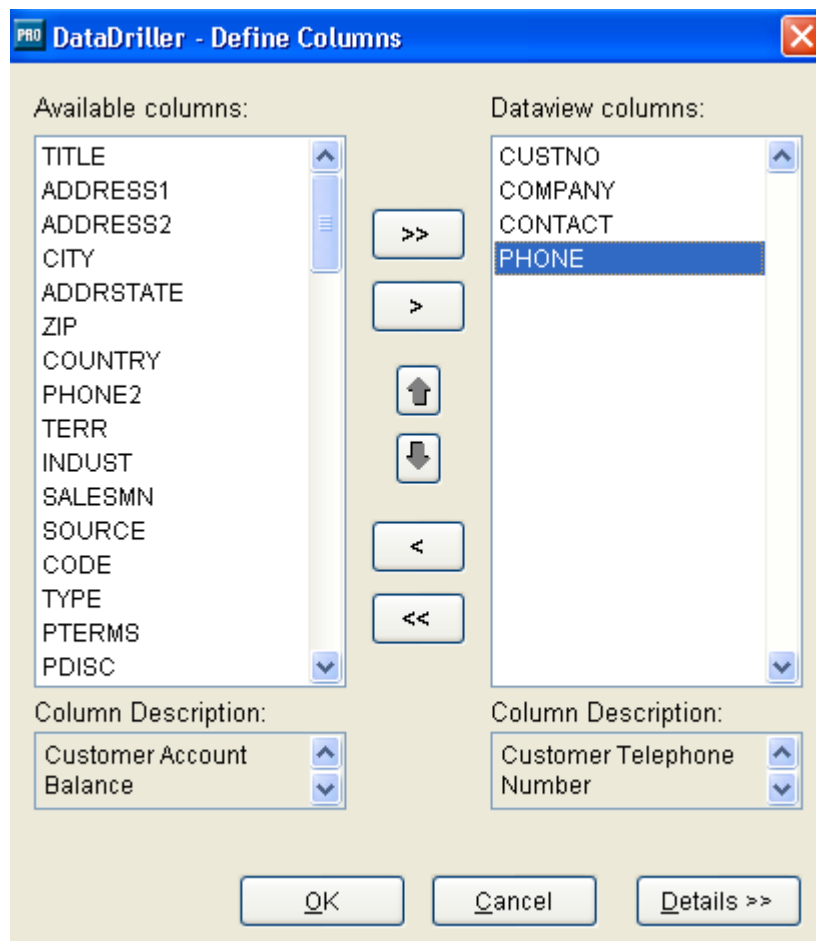 PRO DataDriller - Define Columns
Available columns:
TITLE
ADDRESS1
ADDRESS2
CITY
ADDRSTATE
ZIP
COUNTRY
PHONE2
TERR
INDUST
SALESMN
SOURCE
CODE
TYPE
PTERMS
PDISC
Column Description:
Customer Account
Balance
>>
>
<
<<
Dataview columns:
CUSTNO
COMPANY
CONTACT
PHONE
Column Description:
Customer Telephone
Number
OK
Cancel
Details >>